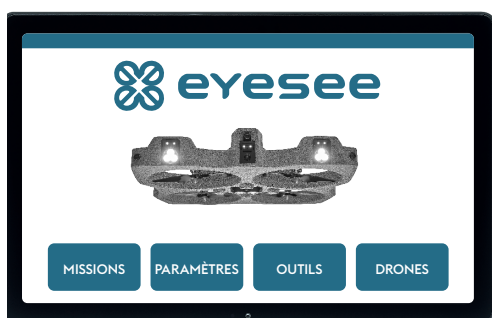 eyesee
MISSIONS
PARAMÈTRES
OUTILS
DRONES